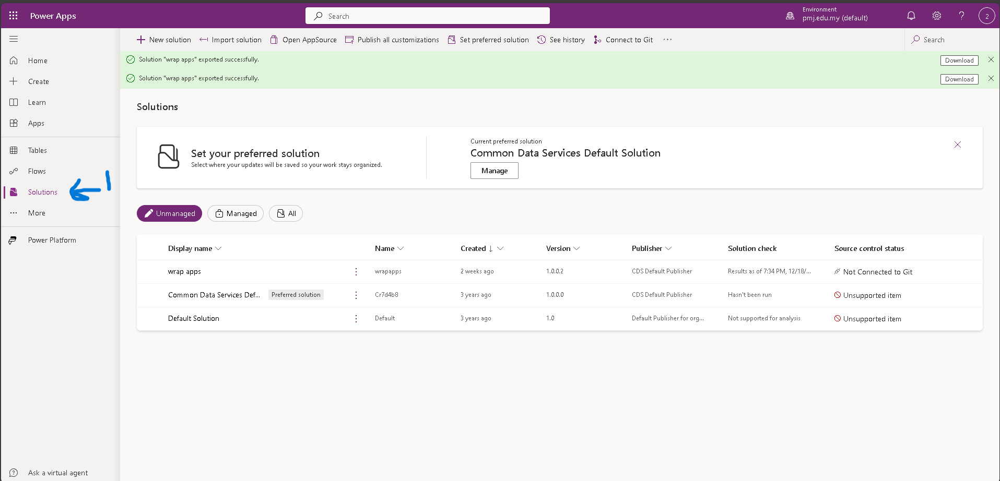 Power Apps
Search
Environment
pmj.edu.my (default)
?
2
New solution
Import solution
Open AppSource
Publish all customizations
Set preferred solution
See history
Connect to Git
...
Search
Home
Create
Learn
Apps
Tables
Flows
Solutions
1
More
Power Platform
Ask a virtual agent
Solution "wrap apps" exported successfully.
Download
Solution "wrap apps" exported successfully.
Download
Solutions
Set your preferred solution
Select where your updates will be saved so your work stays organized.
Current preferred solution
Common Data Services Default Solution
Manage
Unmanaged
Managed
All
Display name Name Created Version Publisher Solution check Source control status
wrap apps wrapapps 2 weeks ago 1.0.0.2 CDS Default Publisher Results as of 7:34 PM, 12/18/... Not Connected to Git
Common Data Services Def... Preferred solution Cr7d4b8 3 years ago 1.0.0.0 CDS Default Publisher Hasn't been run Unsupported item
Default Solution Default 3 years ago 1.0 Default Publisher for org... Not supported for analysis Unsupported item